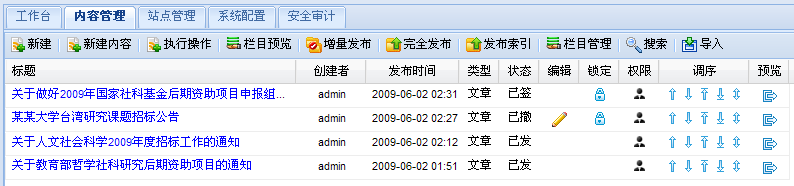 工作台 内容管理 站点管理 系统配置 安全审计
新建 新建内容 执行操作 栏目预览 增量发布 完全发布 发布索引 栏目管理 搜索 导入
标题 创建者 发布时间 类型 状态 编辑 锁定 权限 调序 预览
关于做好2009年国家社科基金后期资助项目申报组... admin 2009-06-02 02:31 文章 已签
某某大学台湾研究课题招标公告 admin 2009-06-02 02:27 文章 已撤
关于人文社会科学2009年度招标工作的通知 admin 2009-06-02 02:12 文章 已发
关于教育部哲学社科研究后期资助项目的通知 admin 2009-06-02 01:51 文章 已发